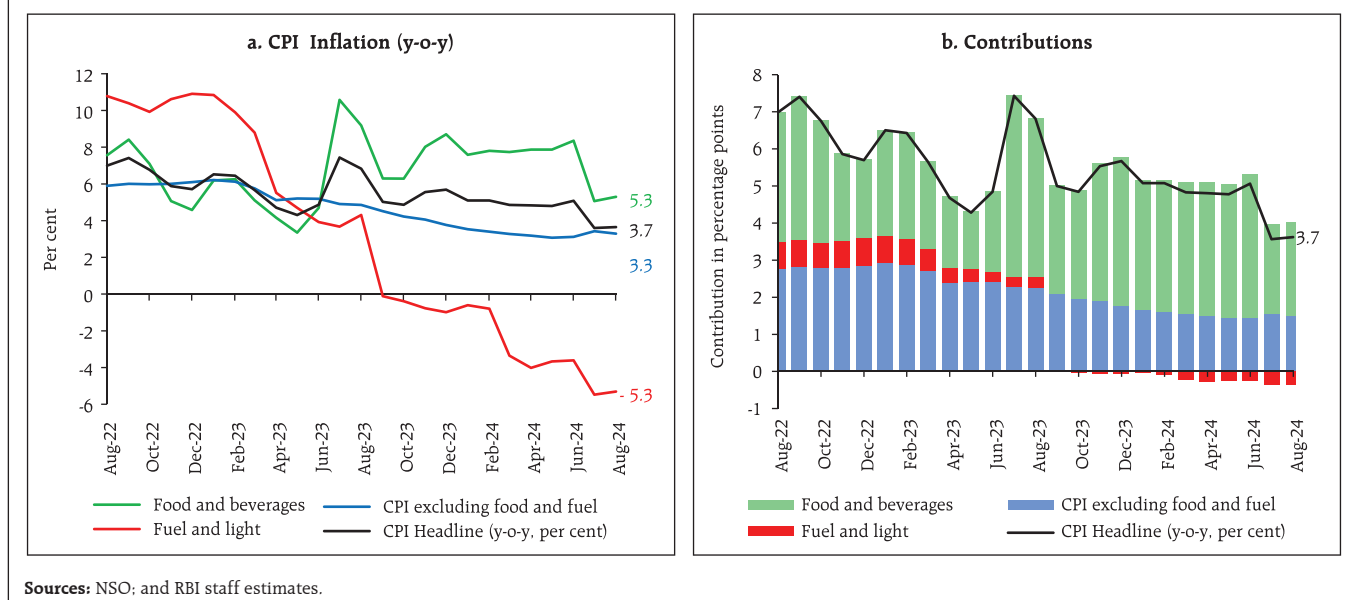 a. CPI Inflation (y-o-y)
Per cent
12
10
8
6
4
2
0
-2
-4
-6
5.3
3.7
3.3
- 5.3
Aug-22
Oct-22
Dec-22
Feb-23
Apr-23
Jun-23
Aug-23
Oct-23
Dec-23
Feb-24
Apr-24
Jun-24
Aug-24
Food and beverages
CPI excluding food and fuel
Fuel and light
CPI Headline (y-o-y, per cent)
b. Contributions
Contribution in percentage points
8
7
6
5
4
3
2
1
0
-1
3.7
Aug-22
Oct-22
Dec-22
Feb-23
Apr-23
Jun-23
Aug-23
Oct-23
Dec-23
Feb-24
Apr-24
Jun-24
Aug-24
Food and beverages
CPI excluding food and fuel
Fuel and light
CPI Headline (y-o-y, per cent)
Sources: NSO; and RBI staff estimates.